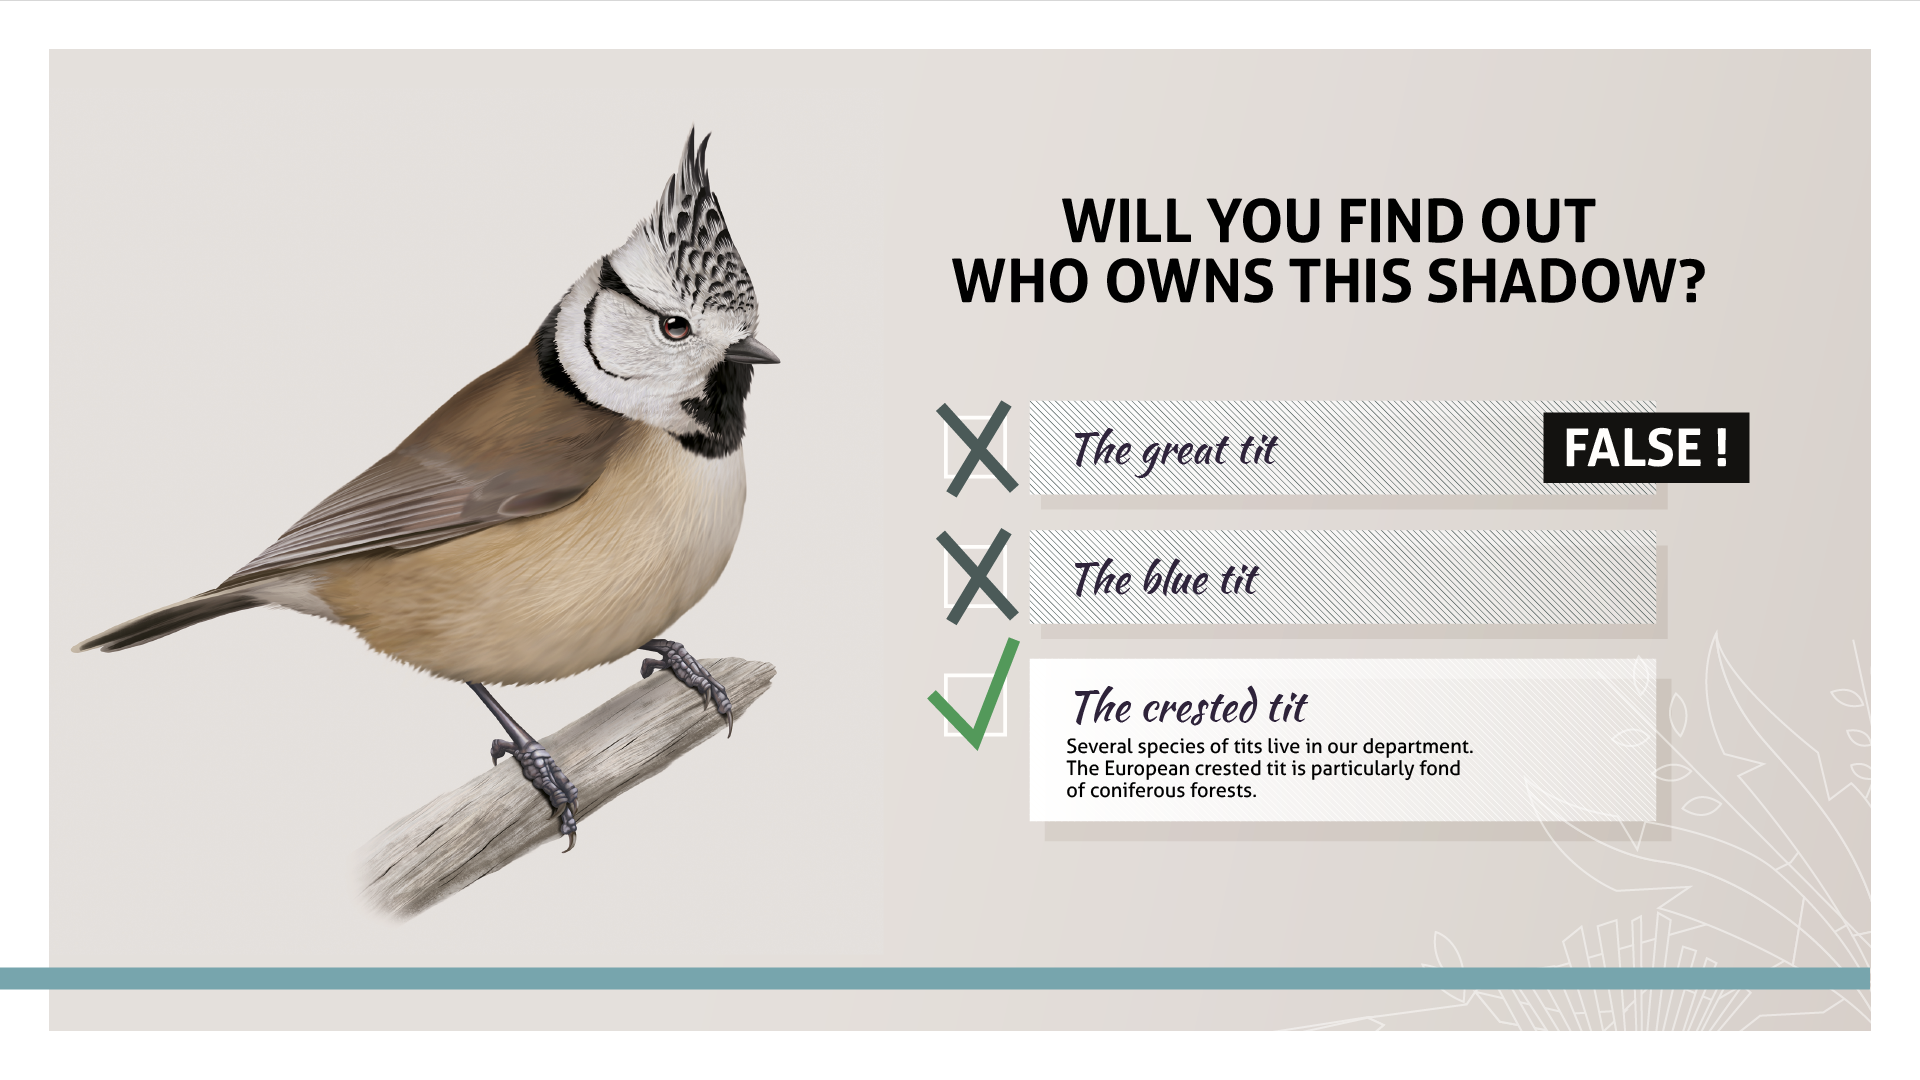 WILL YOU FIND OUT
WHO OWNS THIS SHADOW?
The great tit
FALSE !
The blue tit
The crested tit
Several species of tits live in our department.
The European crested tit is particularly fond
of coniferous forests.